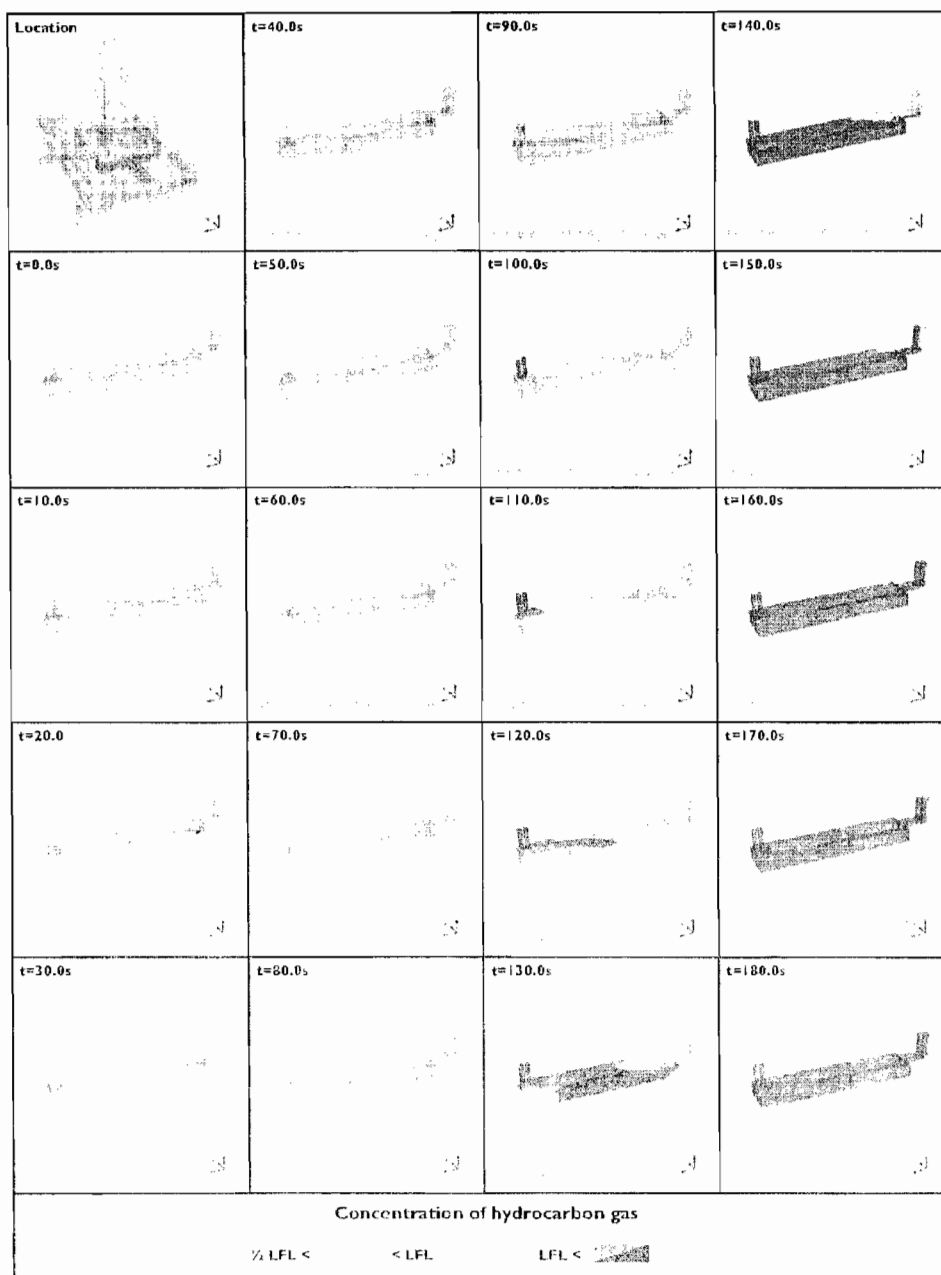 Location
t=40.0s
t=90.0s
t=140.0s
t=0.0s
t=50.0s
t=100.0s
t=150.0s
t=10.0s
t=60.0s
t=110.0s
t=160.0s
t=20.0
t=70.0s
t=120.0s
t=170.0s
t=30.0s
t=80.0s
t=130.0s
t=180.0s
Concentration of hydrocarbon gas
½ LFL < < LFL LFL <